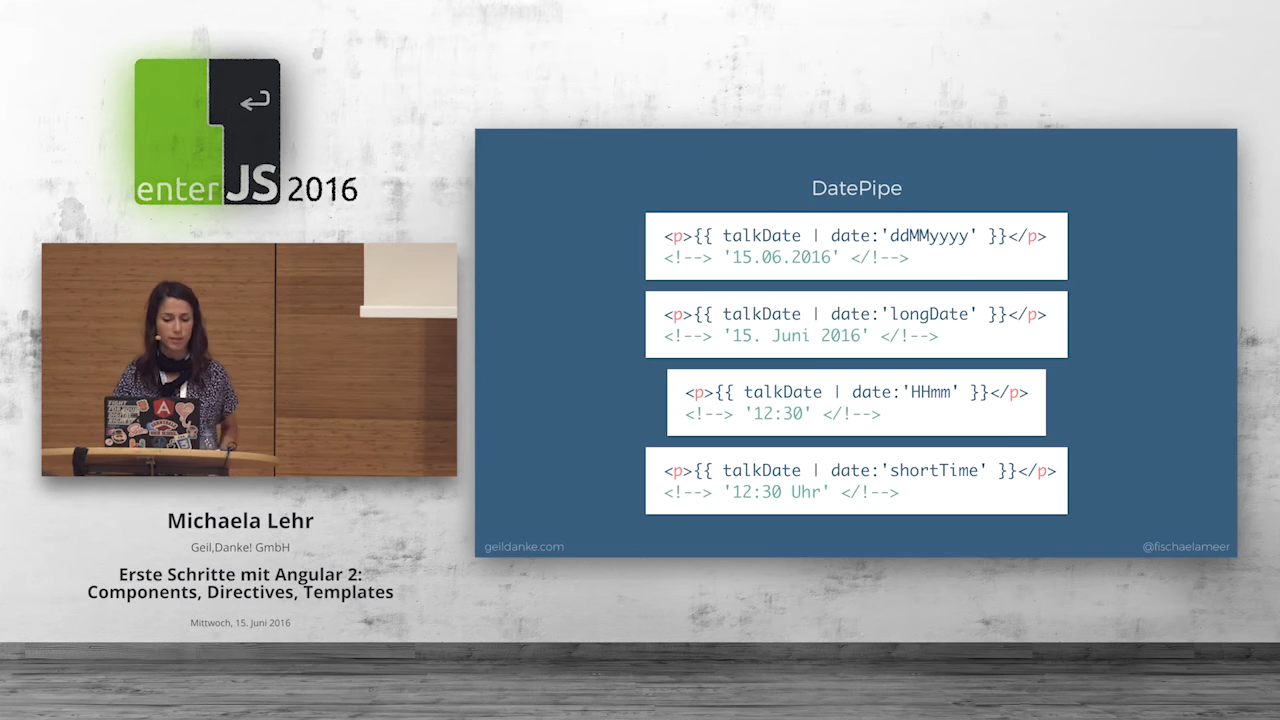 enterJS 2016
Michaela Lehr
Geil,Danke! GmbH
Erste Schritte mit Angular 2:
Components, Directives, Templates
Mittwoch, 15. Juni 2016
DatePipe
<p>{{ talkDate | date:'ddMMyyyy' }}</p>
<!--> '15.06.2016' </!-->
<p>{{ talkDate | date:'longDate' }}</p>
<!--> '15. Juni 2016' </!-->
<p>{{ talkDate | date:'HHmm' }}</p>
<!--> '12:30' </!-->
<p>{{ talkDate | date:'shortTime' }}</p>
<!--> '12:30 Uhr' </!-->
geildanke.com
@fischaelameer